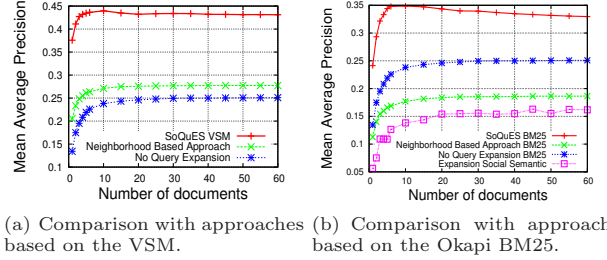 Mean Average Precision
0.45
0.4
0.35
0.3
0.25
0.2
0.15
0.1
0 10 20 30 40 50 60
SoQuES VSM
Neighborhood Based Approach
No Query Expansion
Number of documents
(a) Comparison with approaches
based on the VSM.
Mean Average Precision
0.35
0.3
0.25
0.2
0.15
0.1
0.05
0 10 20 30 40 50 60
SoQuES BM25
Neighborhood Based Approach BM25
No Query Expansion BM25
Expansion Social Semantic
Number of documents
(b) Comparison with approach
based on the Okapi BM25.